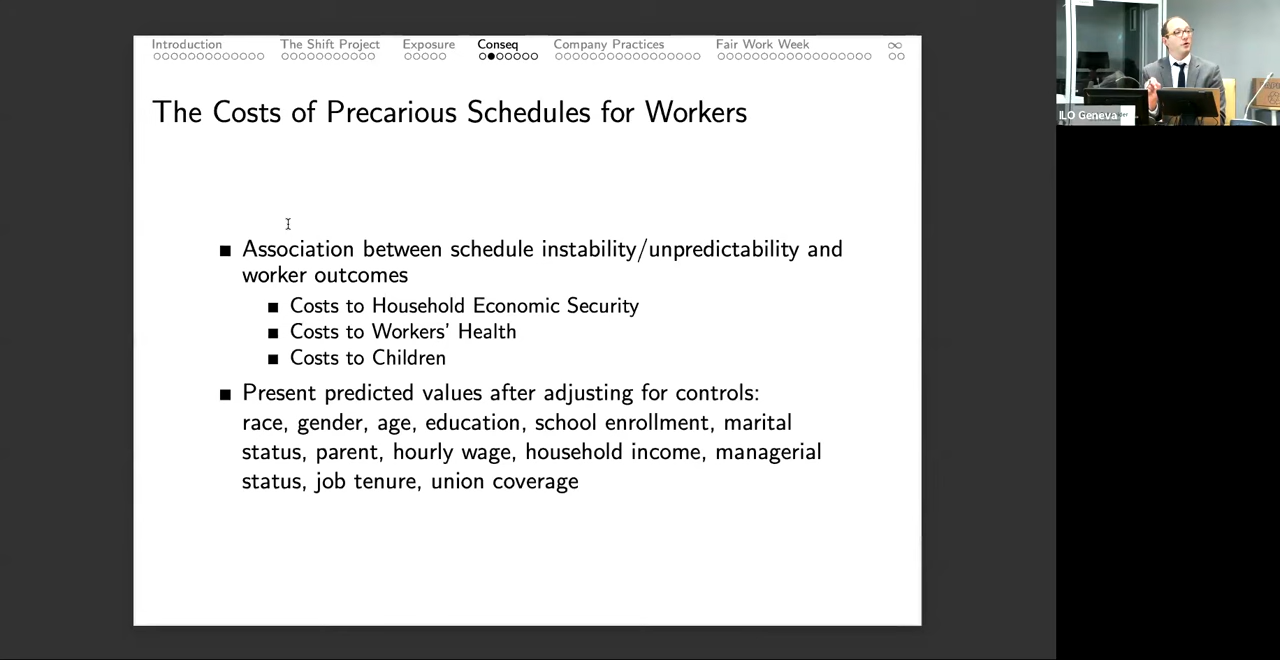 Introduction The Shift Project Exposure Conseq Company Practices Fair Work Week ∞
The Costs of Precarious Schedules for Workers
Association between schedule instability/unpredictability and
worker outcomes
Costs to Household Economic Security
Costs to Workers' Health
Costs to Children
Present predicted values after adjusting for controls:
race, gender, age, education, school enrollment, marital
status, parent, hourly wage, household income, managerial
status, job tenure, union coverage
ILO Geneva